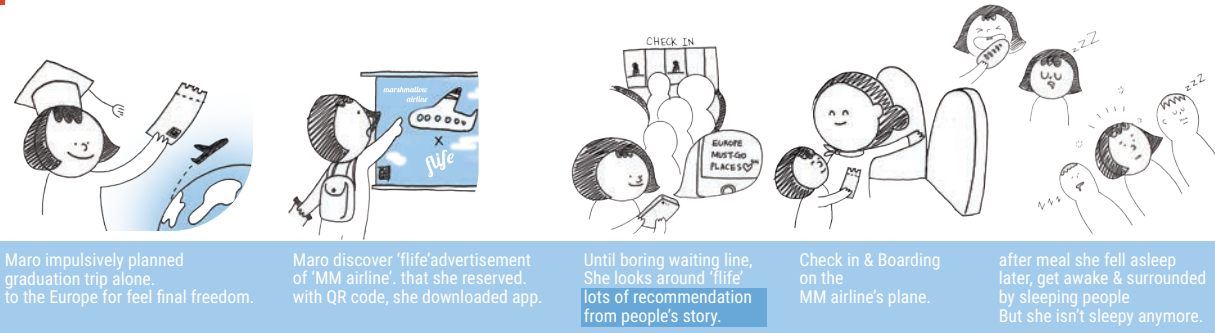 CHECK IN
marshmallow
airline
x
flife
EUROPE
MUST-GO
PLACES♡
zzz
zzz
Maro impulsively planned
graduation trip alone.
to the Europe for feel final freedom.
Maro discover ‘flife’advertisement
of ‘MM airline’. that she reserved.
with QR code, she downloaded app.
Until boring waiting line,
She looks around ‘flife’
lots of recommendation
from people’s story.
Check in & Boarding
on the
MM airline’s plane.
after meal she fell asleep
later, get awake & surrounded
by sleeping people
But she isn’t sleepy anymore.